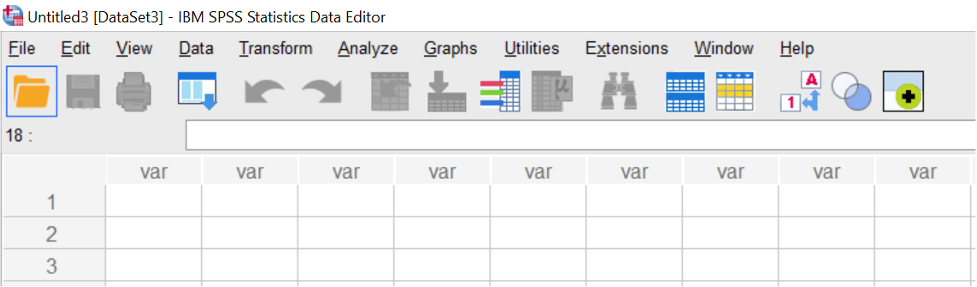 Untitled3 [DataSet3] - IBM SPSS Statistics Data Editor
File Edit View Data Transform Analyze Graphs Utilities Extensions Window Help
μ A 1
18 :
var var var var var var var var var
1
2
3